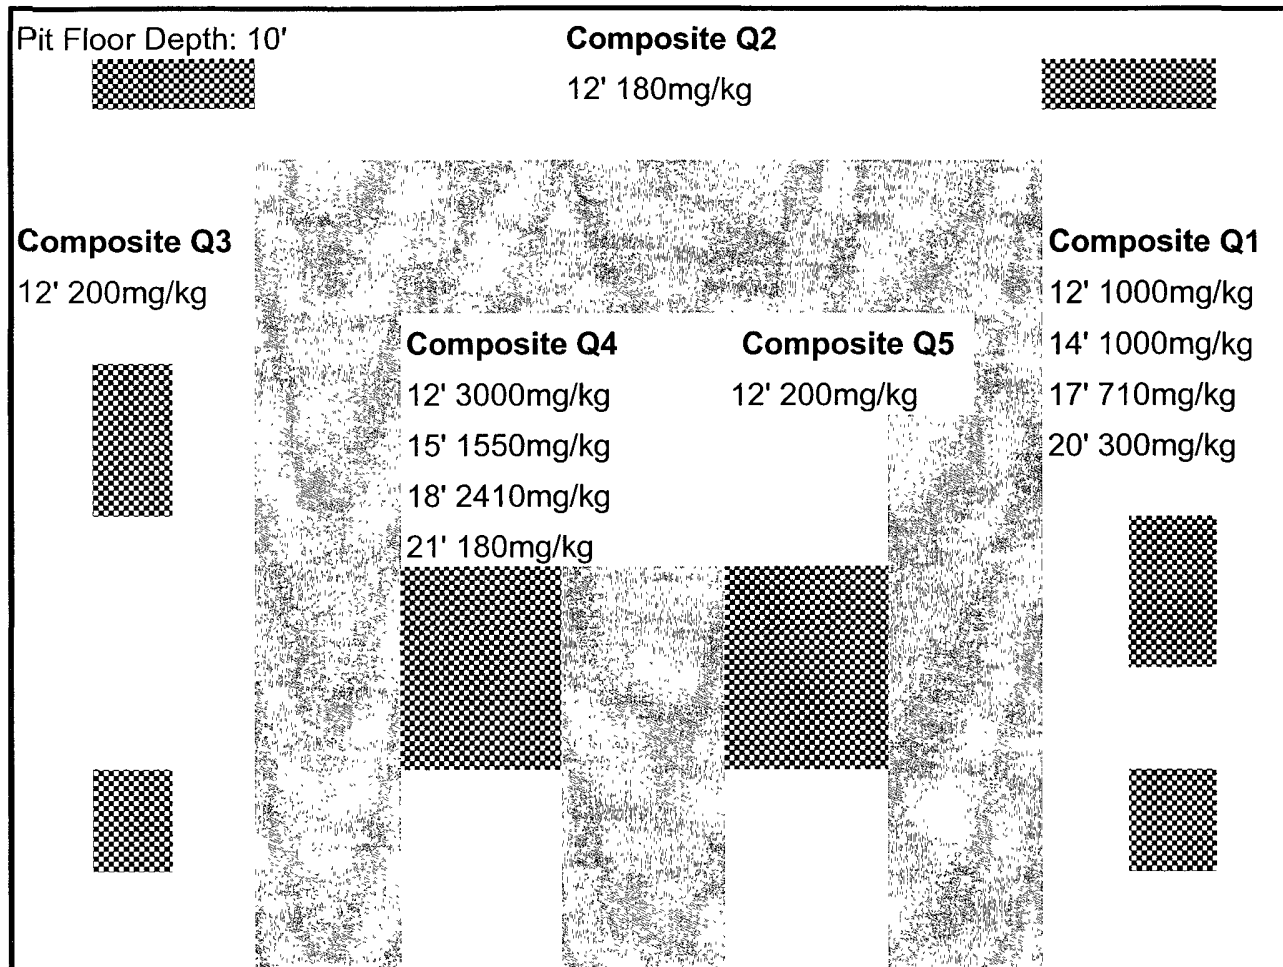 Pit Floor Depth: 10'
Composite Q2
12' 180mg/kg
Composite Q3
12' 200mg/kg
Composite Q1
12' 1000mg/kg
14' 1000mg/kg
17' 710mg/kg
20' 300mg/kg
Composite Q4
12' 3000mg/kg
15' 1550mg/kg
18' 2410mg/kg
21' 180mg/kg
Composite Q5
12' 200mg/kg